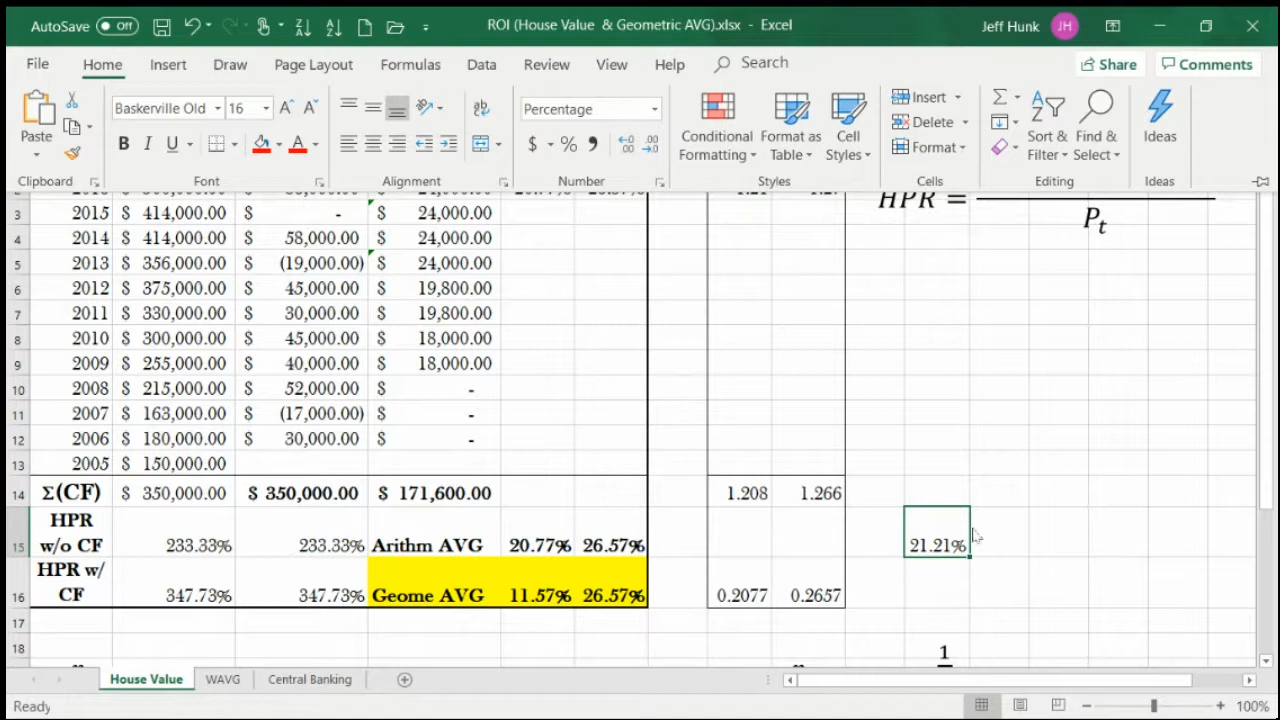 AutoSave Off ROI (House Value & Geometric AVG).xlsx - Excel Jeff Hunk JH
File Home Insert Draw Page Layout Formulas Data Review View Help Search Share Comments
Paste
Clipboard
Baskerville Old 16
B I U
Font
Alignment
Percentage
$ % ,
Number
Conditional Formatting
Format as Table
Cell Styles
Styles
Insert
Delete
Format
Cells
Sort & Filter
Find & Select
Editing
Ideas
Ideas
HPR = Pt
3 2015 $ 414,000.00 $ - $ 24,000.00
4 2014 $ 414,000.00 $ 58,000.00 $ 24,000.00
5 2013 $ 356,000.00 $ (19,000.00) $ 24,000.00
6 2012 $ 375,000.00 $ 45,000.00 $ 19,800.00
7 2011 $ 330,000.00 $ 30,000.00 $ 19,800.00
8 2010 $ 300,000.00 $ 45,000.00 $ 18,000.00
9 2009 $ 255,000.00 $ 40,000.00 $ 18,000.00
10 2008 $ 215,000.00 $ 52,000.00 $ -
11 2007 $ 163,000.00 $ (17,000.00) $ -
12 2006 $ 180,000.00 $ 30,000.00 $ -
13 2005 $ 150,000.00
14 Σ(CF) $ 350,000.00 $ 350,000.00 $ 171,600.00 1.208 1.266
15 HPR w/o CF 233.33% 233.33% Arithm AVG 20.77% 26.57% 21.21%
16 HPR w/ CF 347.73% 347.73% Geome AVG 11.57% 26.57% 0.2077 0.2657
17
18 1
House Value WAVG Central Banking
Ready 100%